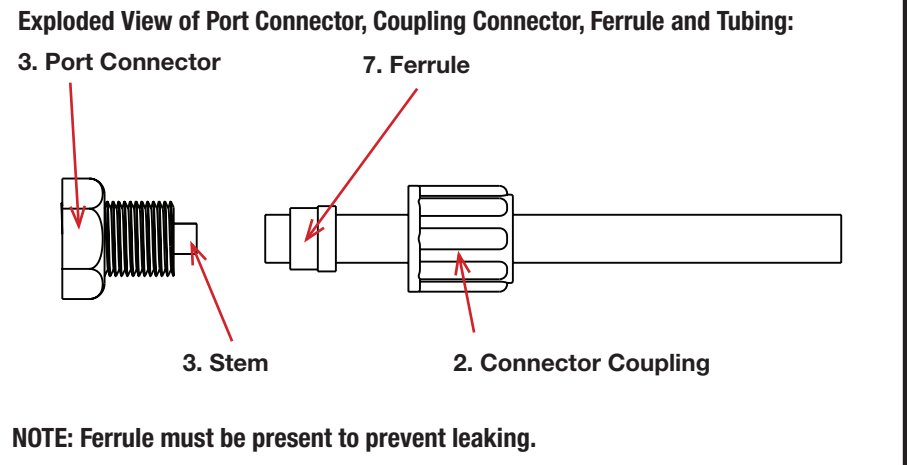 Exploded View of Port Connector, Coupling Connector, Ferrule and Tubing:
3. Port Connector
7. Ferrule
3. Stem
2. Connector Coupling
NOTE: Ferrule must be present to prevent leaking.